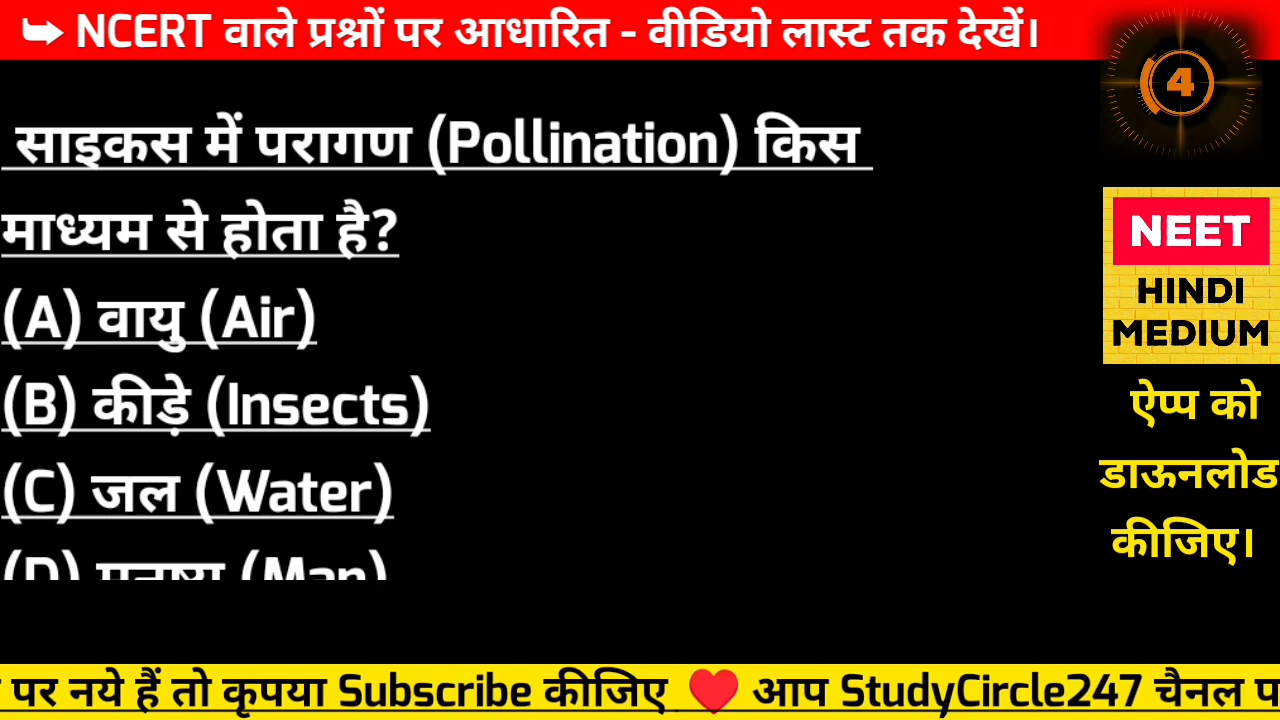 ➥ NCERT वाले प्रश्नों पर आधारित - वीडियो लास्ट तक देखें।
4
साइकस में परागण (Pollination) किस
माध्यम से होता है?
(A) वायु (Air)
(B) कीड़े (Insects)
(C) जल (Water)
(D) मनुष्य (Man)
NEET
HINDI
MEDIUM
ऐप्प को
डाऊनलोड
कीजिए।
पर नये हैं तो कृपया Subscribe कीजिए ❤️ आप StudyCircle247 चैनल